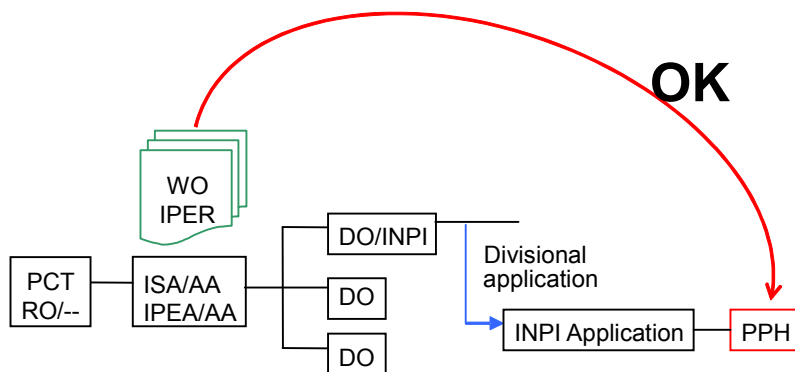 OK
WO
IPER
DO/INPI
Divisional
application
PCT
RO/--
ISA/AA
IPEA/AA
DO
INPI Application
PPH
DO